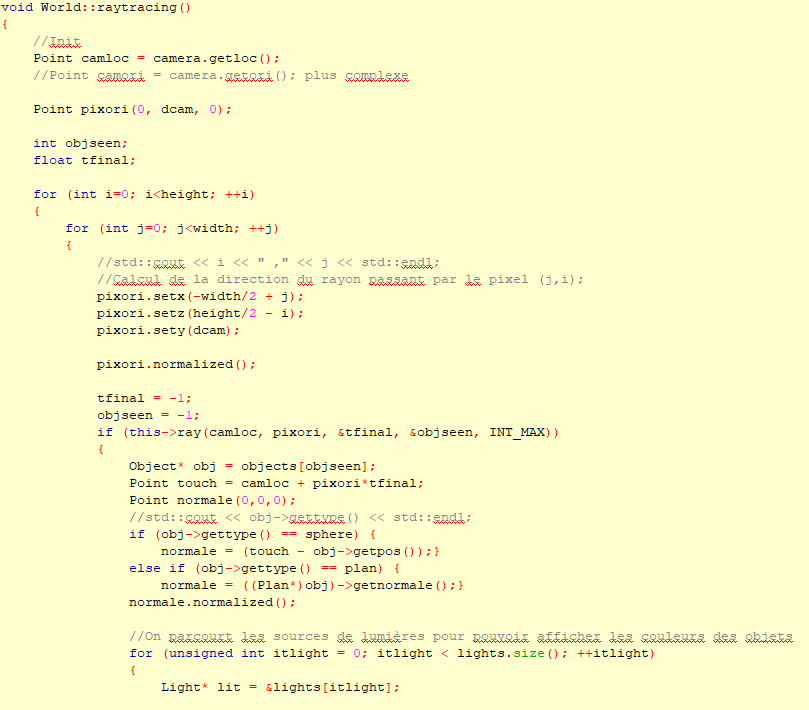 void World::raytracing()
{
    //Init
    Point camloc = camera.getloc();
    //Point camori = camera.getori(); plus complexe

    Point pixori(0, dcam, 0);

    int objseen;
    float tfinal;

    for (int i=0; i<height; ++i)
    {
        for (int j=0; j<width; ++j)
        {
            //std::cout << i << " ," << j << std::endl;
            //Calcul de la direction du rayon passant par le pixel (j,i);
            pixori.setx(-width/2 + j);
            pixori.setz(height/2 - i);
            pixori.sety(dcam);

            pixori.normalized();

            tfinal = -1;
            objseen = -1;
            if (this->ray(camloc, pixori, &tfinal, &objseen, INT_MAX))
            {
                Object* obj = objects[objseen];
                Point touch = camloc + pixori*tfinal;
                Point normale(0,0,0);
                //std::cout << obj->gettype() << std::endl;
                if (obj->gettype() == sphere) {
                    normale = (touch - obj->getpos());}
                else if (obj->gettype() == plan) {
                    normale = ((Plan*)obj)->getnormale();}
                normale.normalized();

                //On parcourt les sources de lumières pour pouvoir afficher les couleurs des objets
                for (unsigned int itlight = 0; itlight < lights.size(); ++itlight)
                {
                    Light* lit = &lights[itlight];